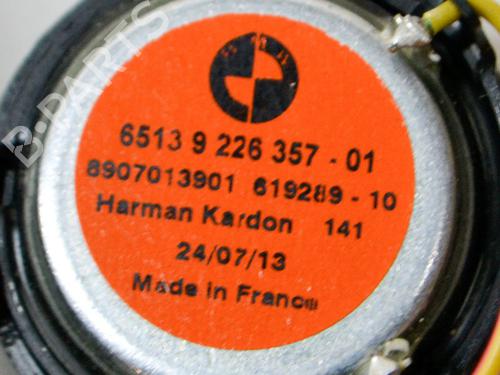 B-PARTS
6513 9 226 357 - 01
8907013901 619289 - 10
Harman Kardon 141
24/07/13
Made in France